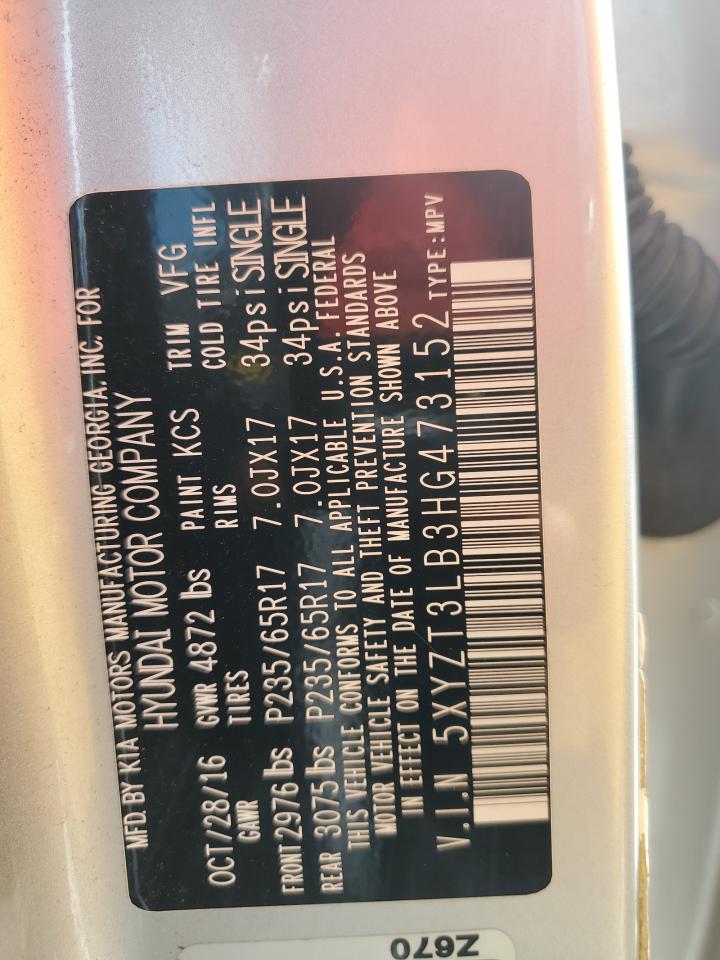 MFD. BY KIA MOTORS MANUFACTURING GEORGIA, INC. FOR
HYUNDAI MOTOR COMPANY
OCT/28/16 GVWR 4872 lbs PAINT KCS TRIM VFG
GAWR TIRES RIMS COLD TIRE INFL
FRONT 2976 lbs P235/65R17 7.0JX17 34psi SINGLE
REAR 3075 lbs P235/65R17 7.0JX17 34psi SINGLE
THIS VEHICLE CONFORMS TO ALL APPLICABLE U.S.A. FEDERAL
MOTOR VEHICLE SAFETY AND THEFT PREVENTION STANDARDS
IN EFFECT ON THE DATE OF MANUFACTURE SHOWN ABOVE
V.I.N 5XYZT3LB3HG473152 TYPE:MPV
Z670